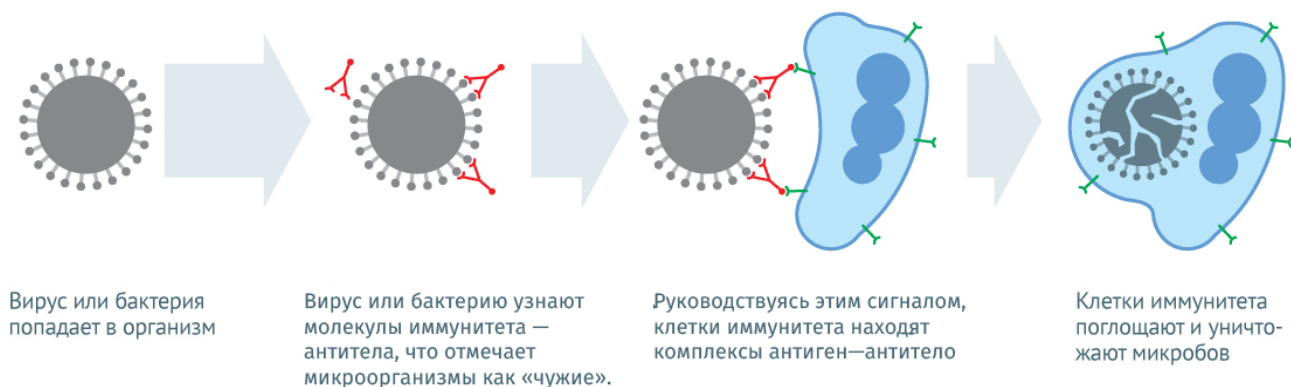 Вирус или бактерия
попадает в организм
Вирус или бактерию узнают
молекулы иммунитета —
антитела, что отмечает
микроорганизмы как «чужие».
Руководствуясь этим сигналом,
клетки иммунитета находят
комплексы антиген—антитело
Клетки иммунитета
поглощают и уничто-
жают микробов